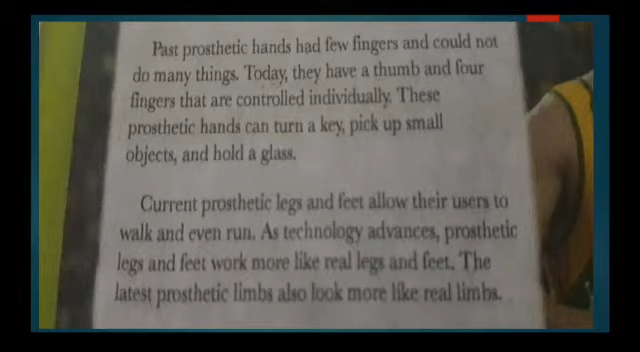 Past prosthetic hands had few fingers and could not
do many things. Today, they have a thumb and four
fingers that are controlled individually. These
prosthetic hands can turn a key, pick up small
objects, and hold a glass.
Current prosthetic legs and feet allow their users to
walk and even run. As technology advances, prosthetic
legs and feet work more like real legs and feet. The
latest prosthetic limbs also look more like real limbs.